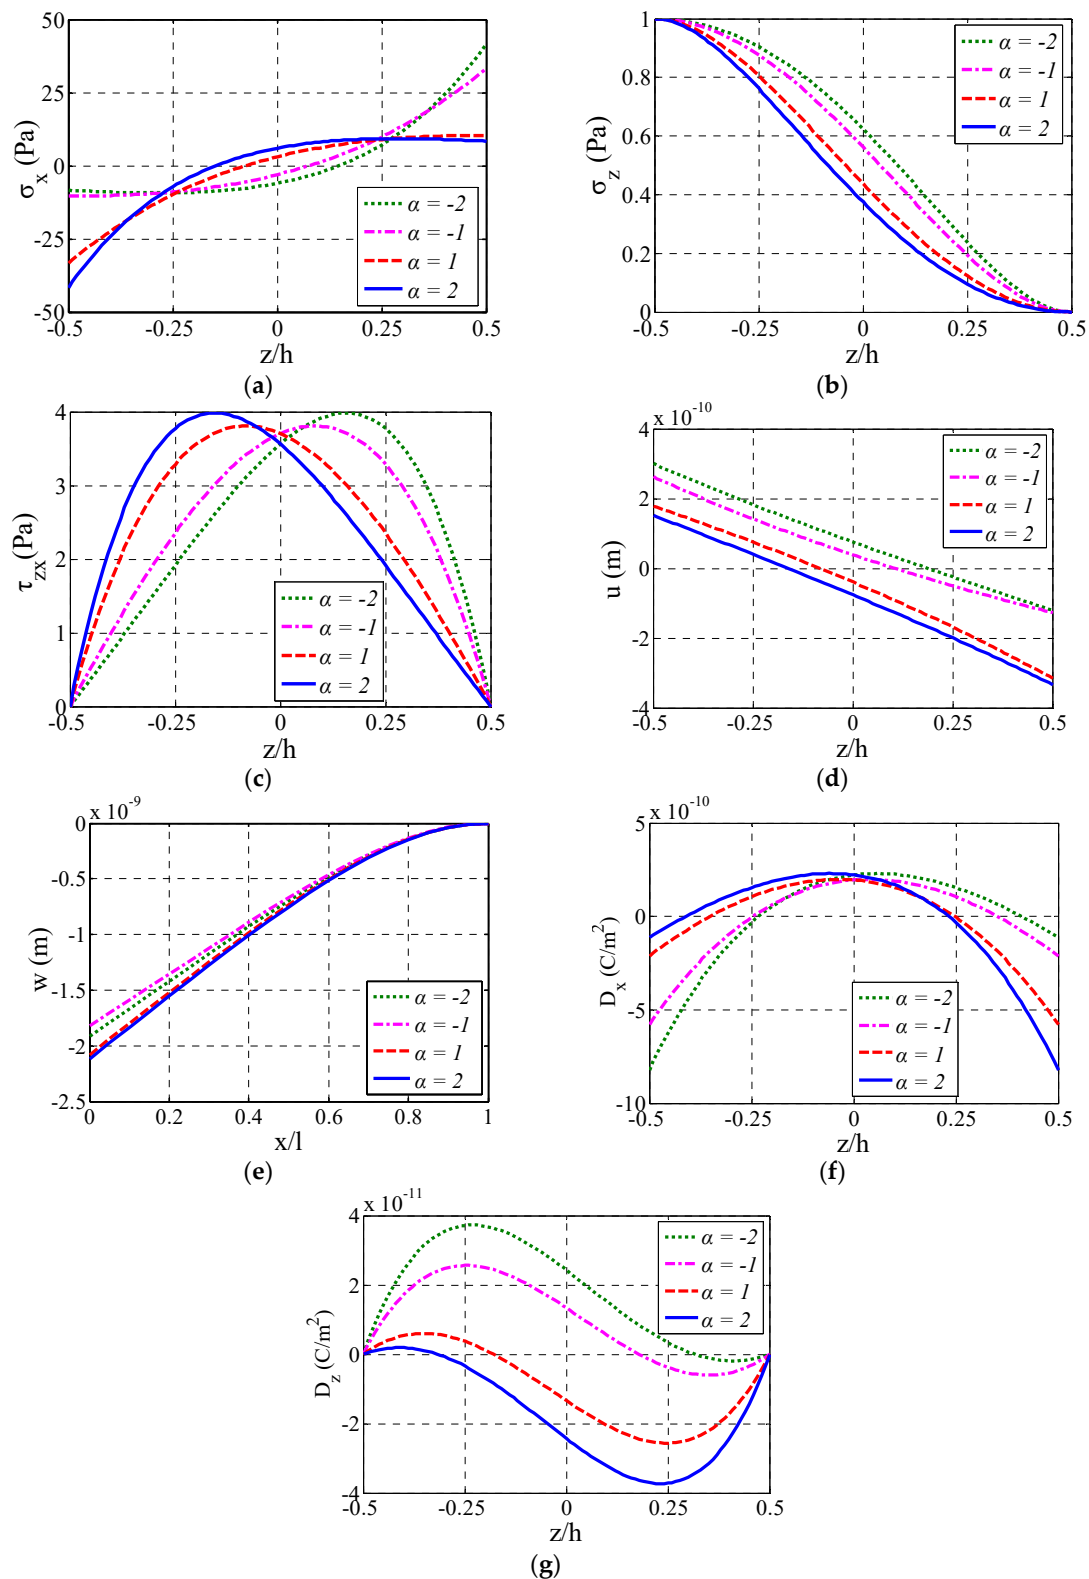 50
25
0
-25
-50
σx (Pa)
α = -2
α = -1
α = 1
α = 2
-0.5 -0.25 0 0.25 0.5
z/h
(a)
1
0.8
0.6
0.4
0.2
0
σz (Pa)
α = -2
α = -1
α = 1
α = 2
-0.5 -0.25 0 0.25 0.5
z/h
(b)
4
3
2
1
0
τzx (Pa)
α = -2
α = -1
α = 1
α = 2
-0.5 -0.25 0 0.25 0.5
z/h
(c)
x 10-10
4
2
0
-2
-4
u (m)
α = -2
α = -1
α = 1
α = 2
-0.5 -0.25 0 0.25 0.5
z/h
(d)
x 10-9
0
-0.5
-1
-1.5
-2
-2.5
w (m)
α = -2
α = -1
α = 1
α = 2
0 0.2 0.4 0.6 0.8 1
x/l
(e)
x 10-10
5
0
-5
-10
Dx (C/m2)
α = -2
α = -1
α = 1
α = 2
-0.5 -0.25 0 0.25 0.5
z/h
(f)
x 10-11
4
2
0
-2
-4
Dz (C/m2)
α = -2
α = -1
α = 1
α = 2
-0.5 -0.25 0 0.25 0.5
z/h
(g)